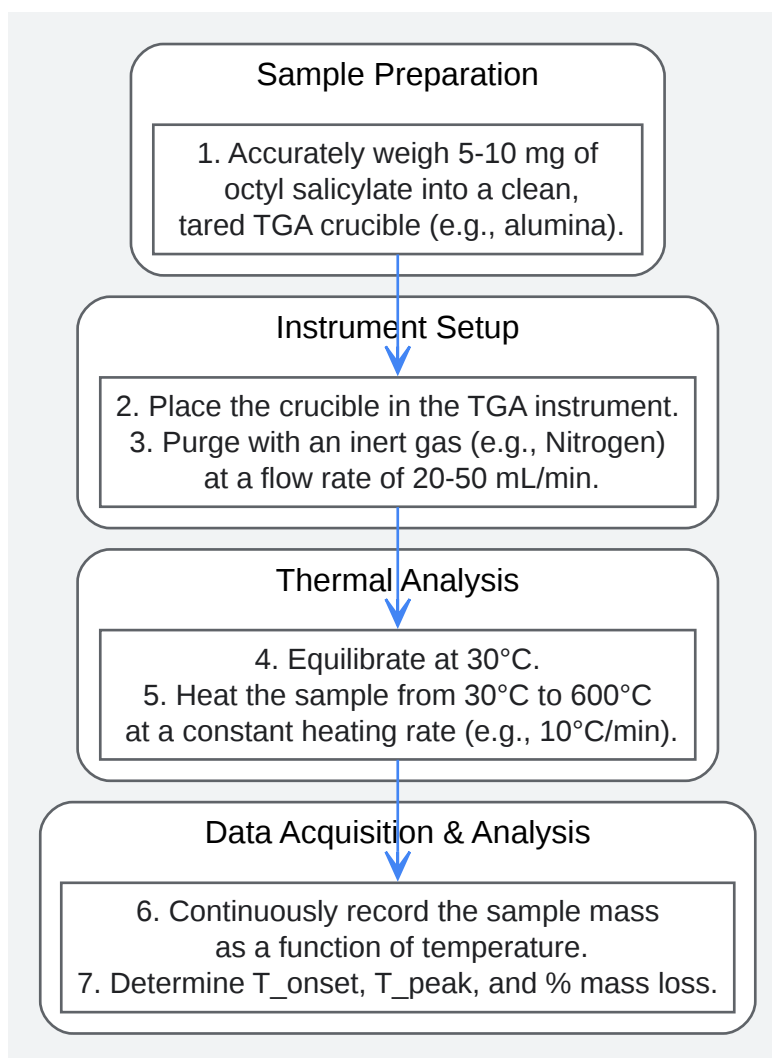 Sample Preparation
1. Accurately weigh 5-10 mg of
octyl salicylate into a clean,
tared TGA crucible (e.g., alumina).
Instrument Setup
2. Place the crucible in the TGA instrument.
3. Purge with an inert gas (e.g., Nitrogen)
at a flow rate of 20-50 mL/min.
Thermal Analysis
4. Equilibrate at 30°C.
5. Heat the sample from 30°C to 600°C
at a constant heating rate (e.g., 10°C/min).
Data Acquisition & Analysis
6. Continuously record the sample mass
as a function of temperature.
7. Determine T_onset, T_peak, and % mass loss.